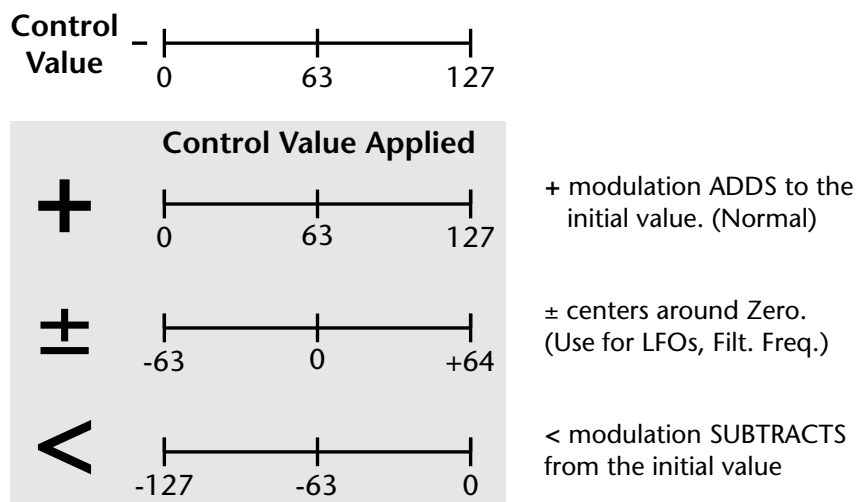 Control
Value
–
0 63 127
Control Value Applied
+
0 63 127
+ modulation ADDS to the
initial value. (Normal)
±
-63 0 +64
± centers around Zero.
(Use for LFOs, Filt. Freq.)
<
-127 -63 0
< modulation SUBTRACTS
from the initial value